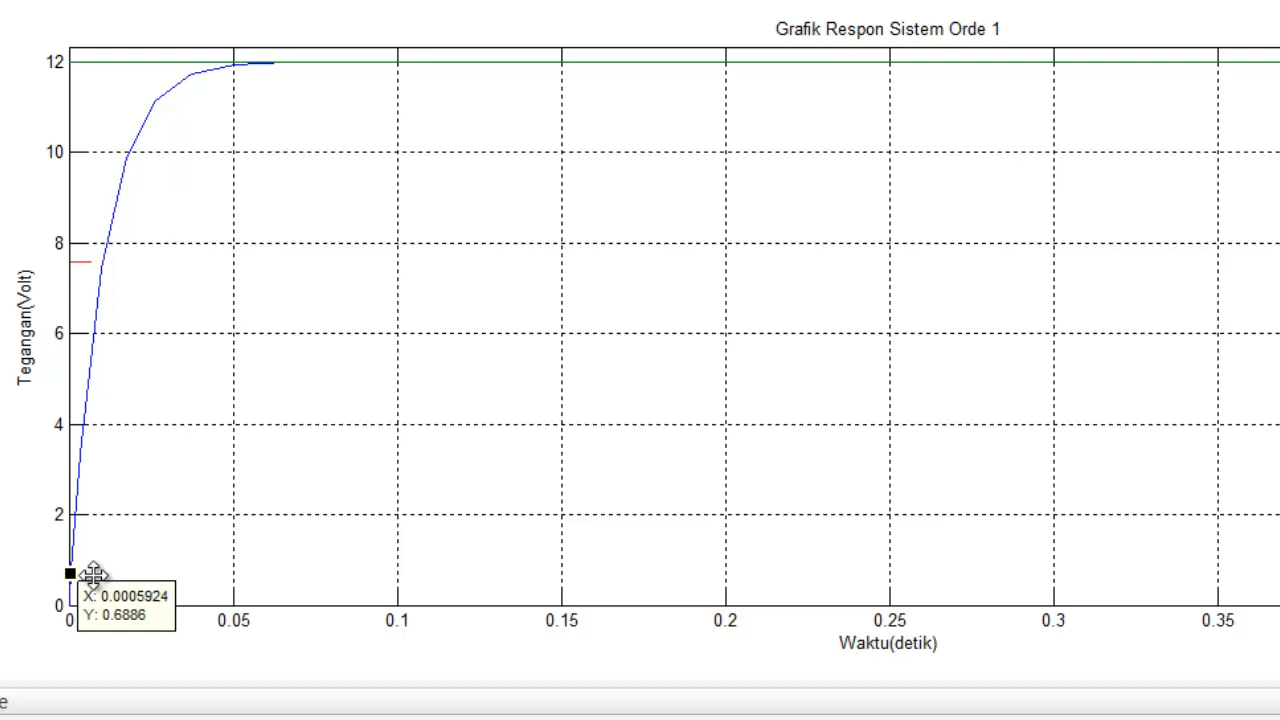 Grafik Respon Sistem Orde 1
12
10
8
6
4
2
0
Tegangan(Volt)
X: 0.0005924
Y: 0.6886
0
0.05
0.1
0.15
0.2
0.25
0.3
0.35
Waktu(detik)
e